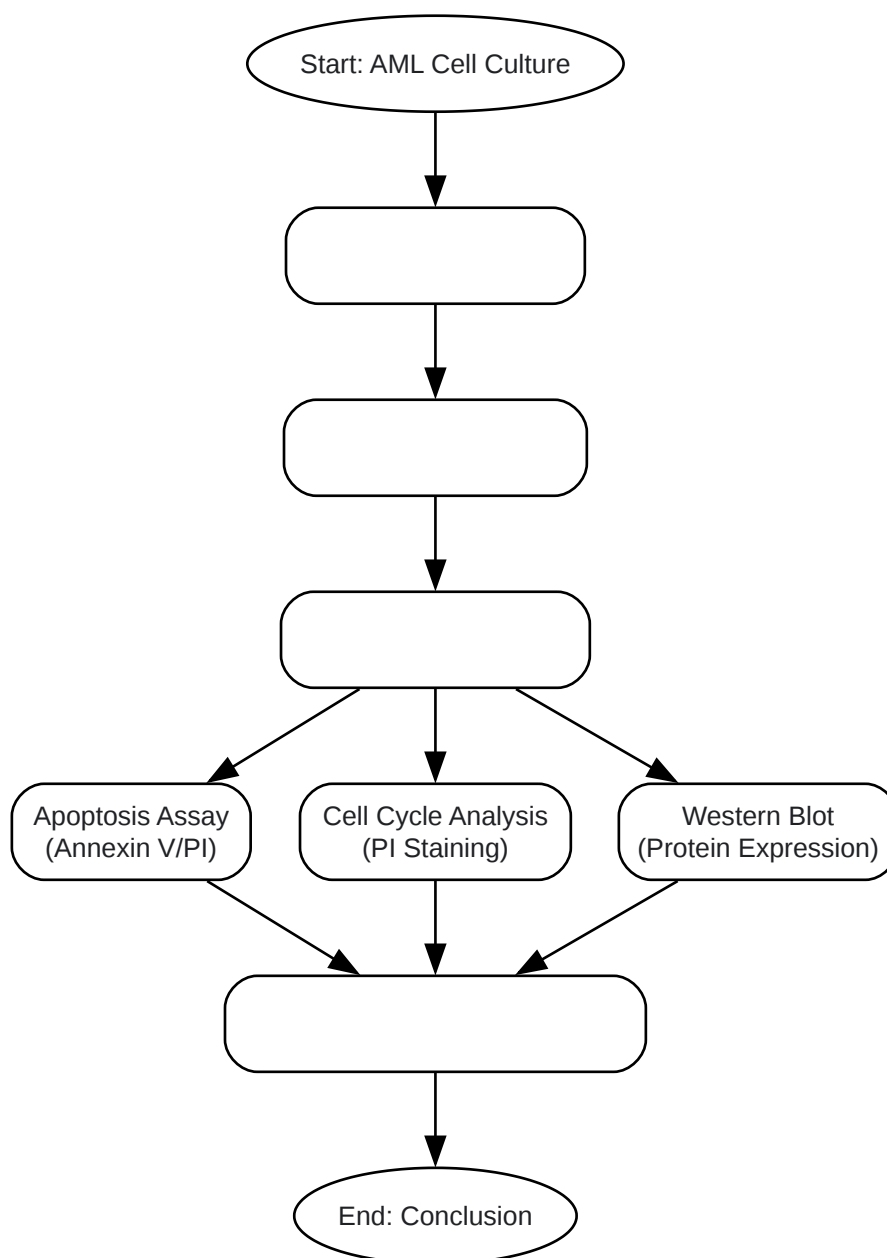 Start: AML Cell Culture
Apoptosis Assay
(Annexin V/PI)
Cell Cycle Analysis
(PI Staining)
Western Blot
(Protein Expression)
End: Conclusion